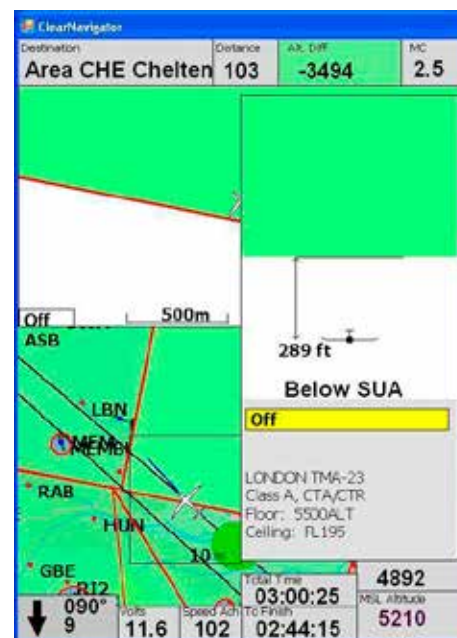 ClearNavigator
Destination
Distance
Alt. Diff
MC
Area CHE Chelten
103
-3494
2.5
Off
500m
289 ft
Below SUA
ASB
LBN
Off
RAB
HUN
LONDON TMA-23
Class A, CTA/CTR
Floor: 5500ALT
Ceiling: FL195
10
GBE
RI2
Total Time
03:00:25
4892
090°
9
Volts
11.6
Speed Ach
102
To Finish
02:44:15
MSL Altitude
5210